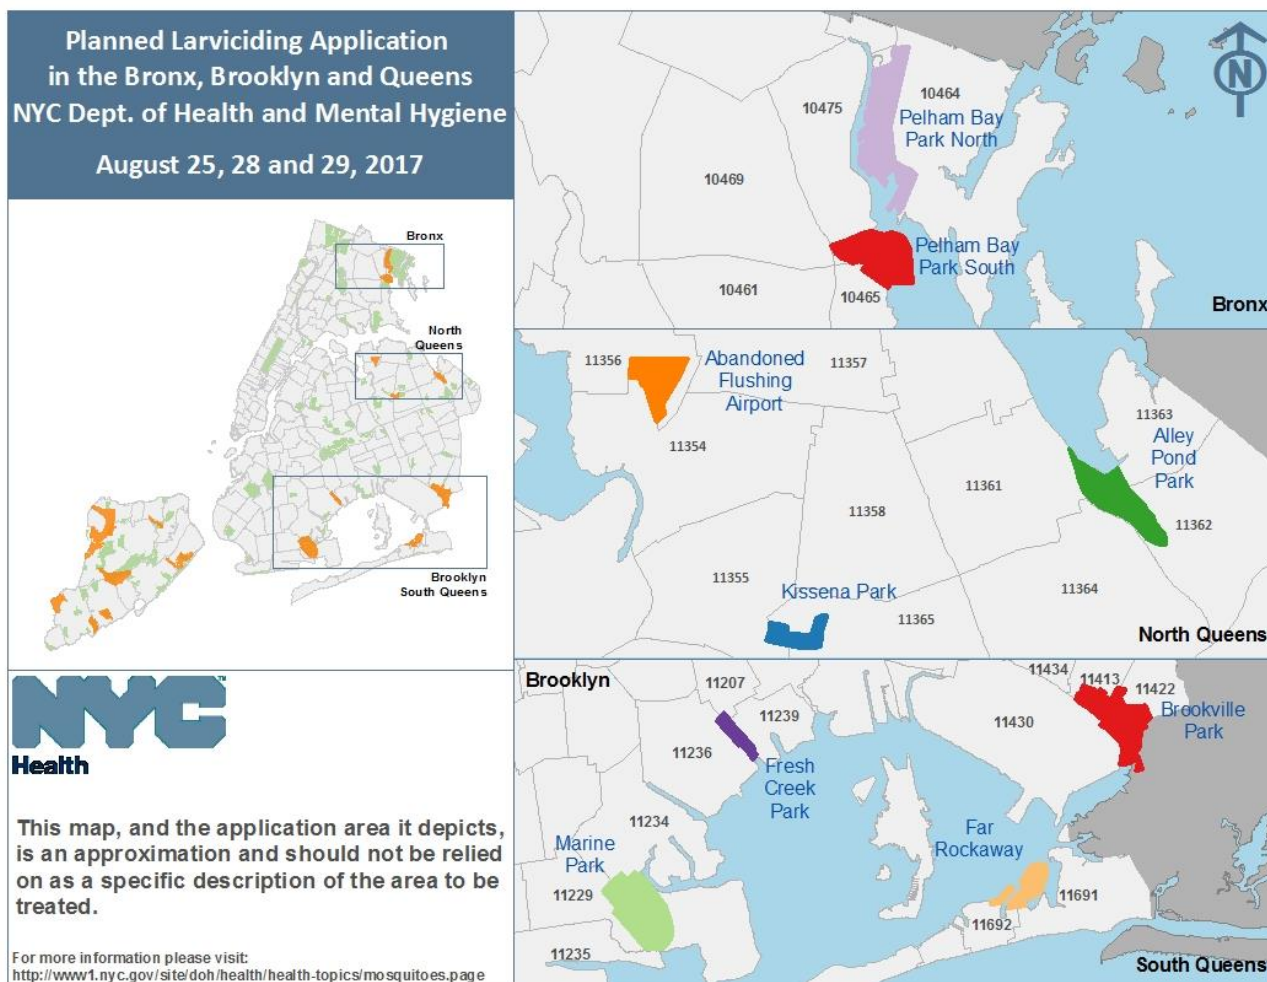 Planned Larviciding Application
in the Bronx, Brooklyn and Queens
NYC Dept. of Health and Mental Hygiene
August 25, 28 and 29, 2017
Bronx
North
Queens
Brooklyn
South Queens
NYC
TM
Health
This map, and the application area it depicts,
is an approximation and should not be relied
on as a specific description of the area to be
treated.
For more information please visit:
http://www1.nyc.gov/site/doh/health/health-topics/mosquitoes.page
N
10475
10464
Pelham Bay
Park North
10469
Pelham Bay
Park South
10461
10465
Bronx
11356
Abandoned
Flushing
Airport
11357
11354
11363
Alley
Pond
Park
11361
11358
11362
11355
Kissena Park
11364
11365
North Queens
Brooklyn
11207
11239
11236
Fresh
Creek
Park
11234
Marine
Park
11229
11235
11434
11413
11422
11430
Brookville
Park
Far
Rockaway
11691
11692
South Queens